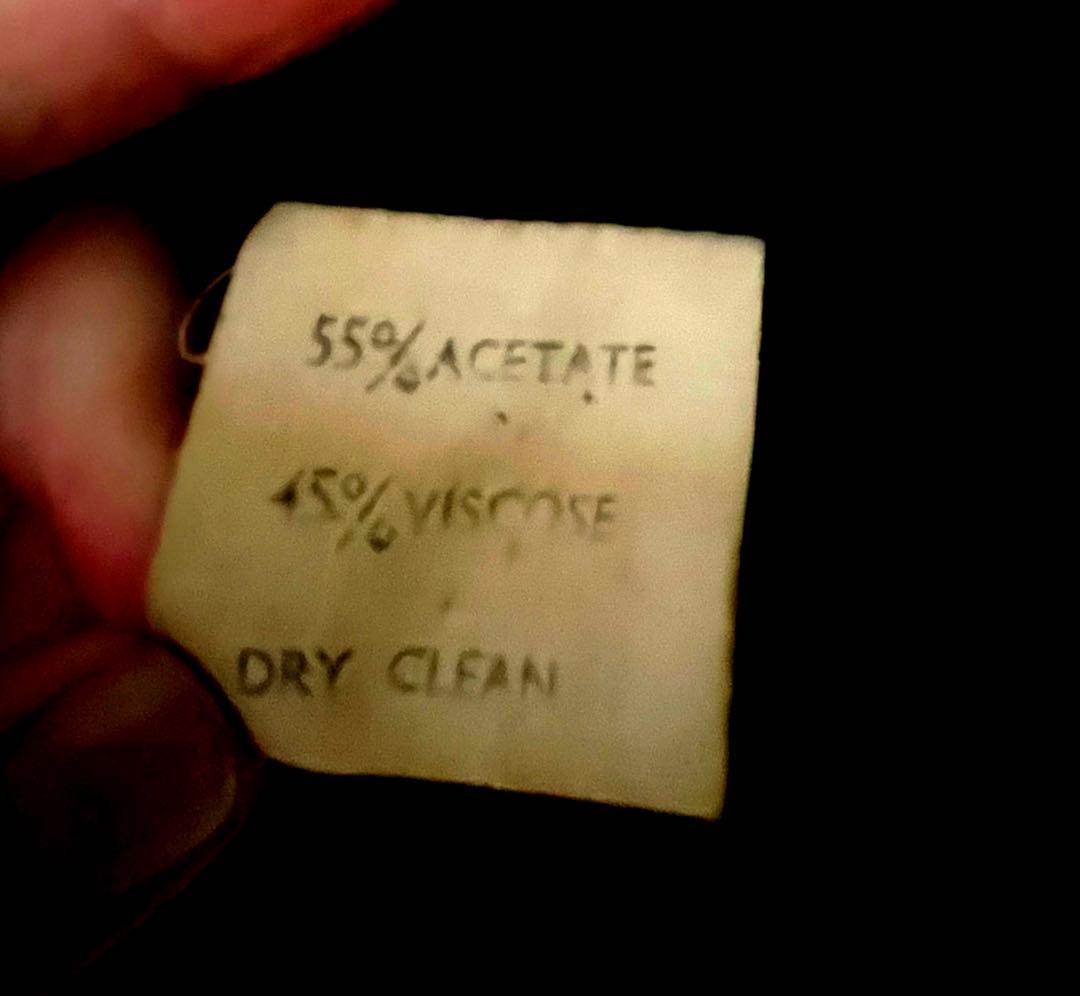 55% ACETATE
45% VISCOSE
DRY CLEAN